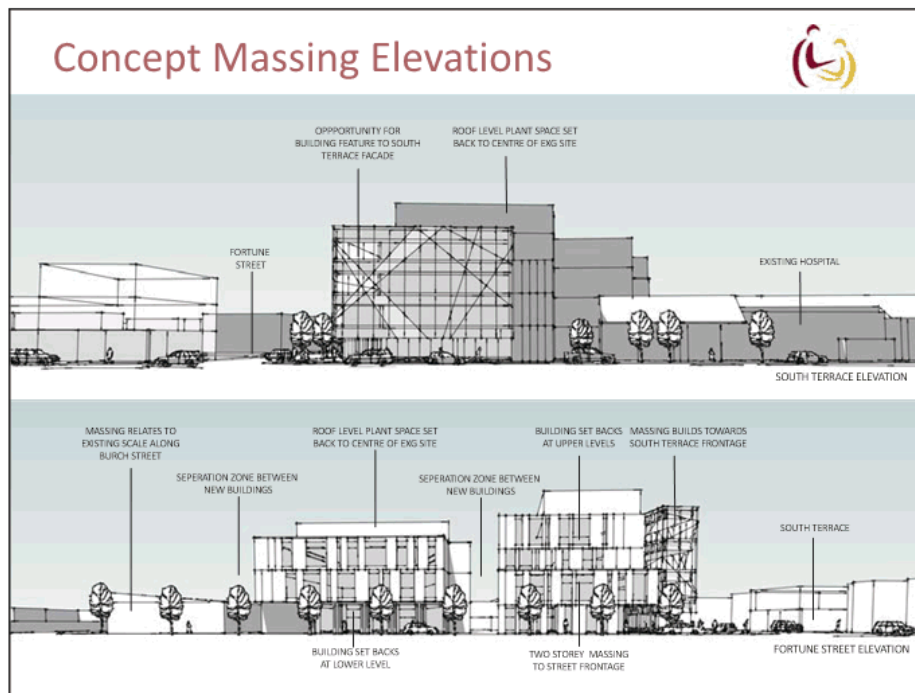 Concept Massing Elevations
OPPPORTUNITY FOR
BUILDING FEATURE TO SOUTH
TERRACE FACADE
ROOF LEVEL PLANT SPACE SET
BACK TO CENTRE OF EXG SITE
FORTUNE
STREET
EXISTING HOSPITAL
SOUTH TERRACE ELEVATION
MASSING RELATES TO
EXISTING SCALE ALONG
BURCH STREET
ROOF LEVEL PLANT SPACE SET
BACK TO CENTRE OF EXG SITE
BUILDING SET BACKS
AT UPPER LEVELS
MASSING BUILDS TOWARDS
SOUTH TERRACE FRONTAGE
SEPERATION ZONE BETWEEN
NEW BUILDINGS
SEPERATION ZONE BETWEEN
NEW BUILDINGS
SOUTH TERRACE
BUILDING SET BACKS
AT LOWER LEVEL
TWO STOREY MASSING
TO STREET FRONTAGE
FORTUNE STREET ELEVATION